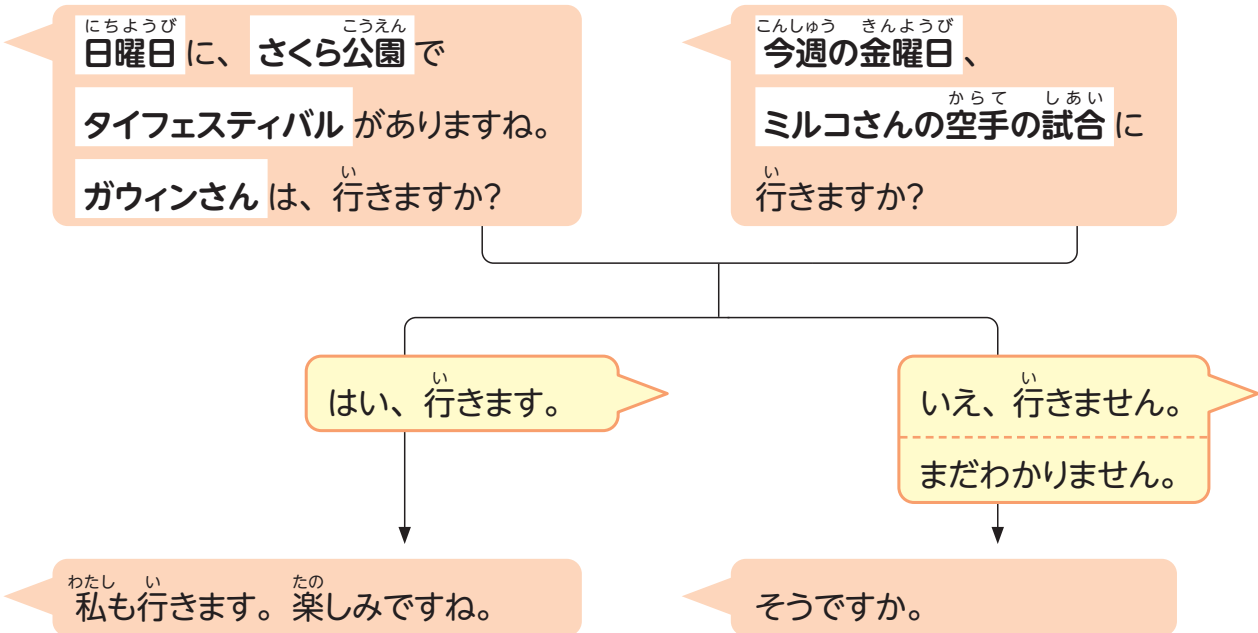 にちようび こうえん
日曜日 に、 さくら公園 で
タイフェスティバル がありますね。
い
ガウィンさん は、 行きますか?
こんしゅう きんようび
今週の金曜日 、
からて しあい
ミルコさんの空手の試合 に
い
行きますか?
い
はい、行きます。
い
いえ、行きません。
まだわかりません。
わたし い たの
私も行きます。楽しみですね。
そうですか。